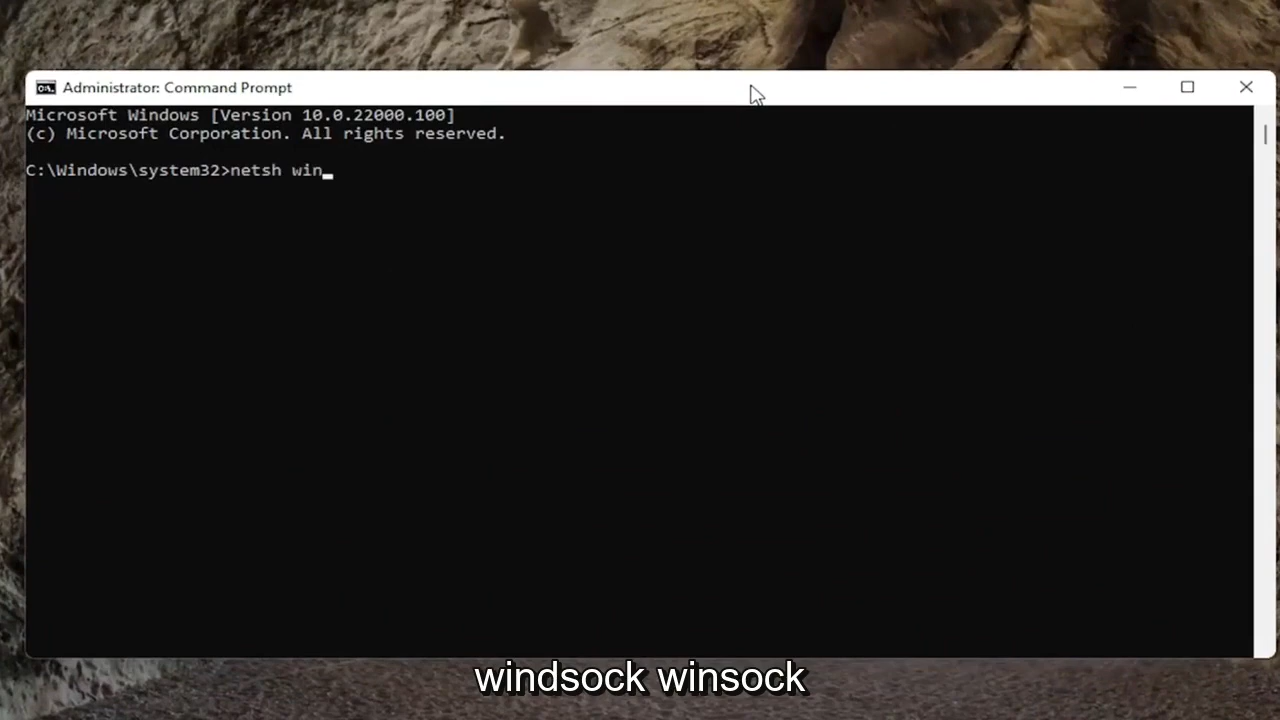 Administrator: Command Prompt
Microsoft Windows [Version 10.0.22000.100]
(c) Microsoft Corporation. All rights reserved.
C:\Windows\system32>netsh win
windsock winsock